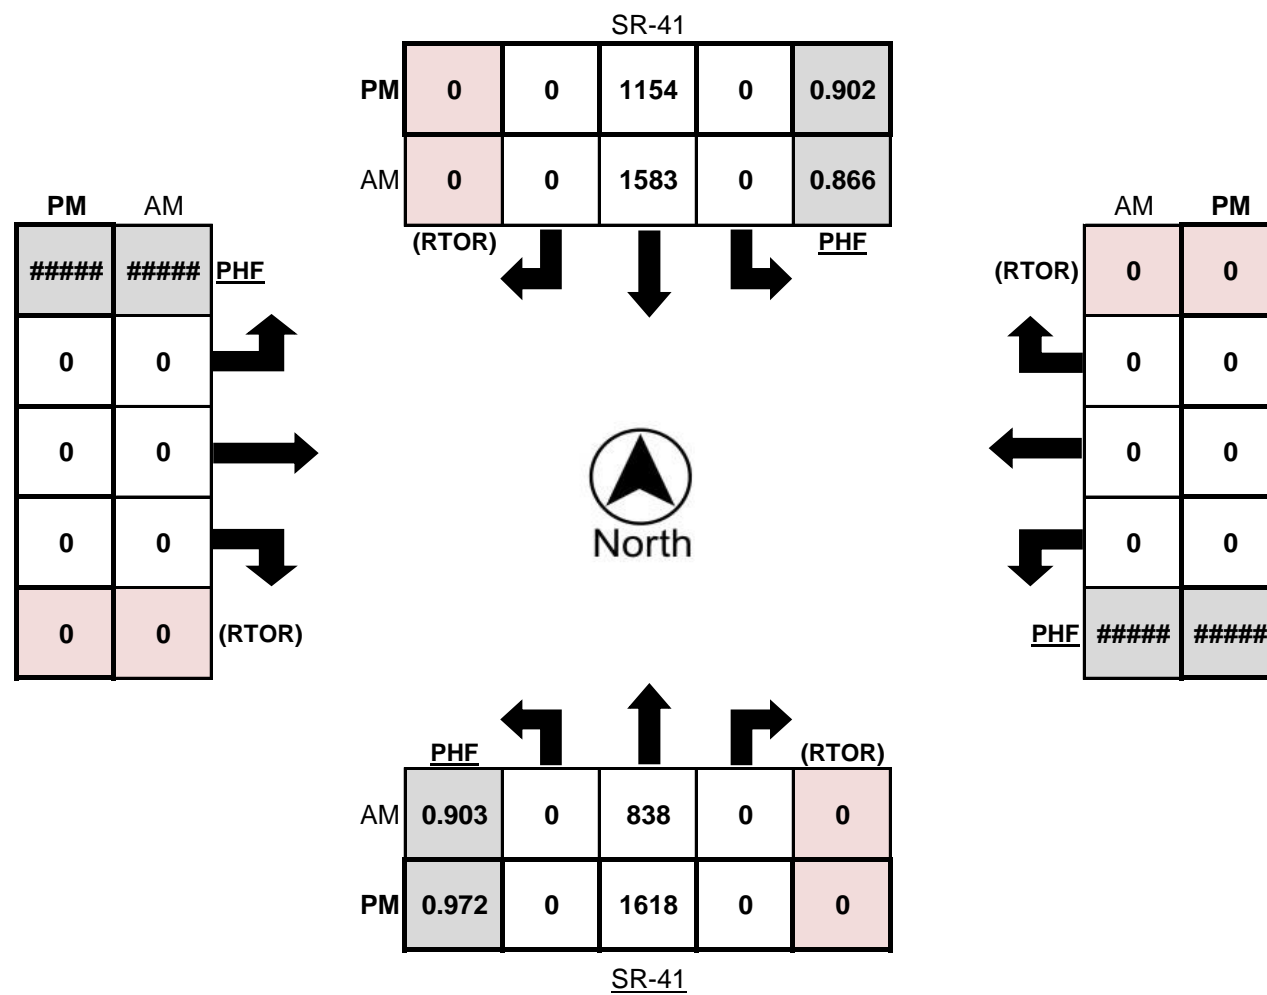 SR-41
PM 0 0 1154 0 0.902
AM 0 0 1583 0 0.866
(RTOR) PHF
PM AM
##### ##### PHF
0 0
0 0
0 0
0 0 (RTOR)
AM PM
(RTOR) 0 0
0 0
0 0
0 0
PHF ##### #####
North
PHF (RTOR)
AM 0.903 0 838 0 0
PM 0.972 0 1618 0 0
SR-41